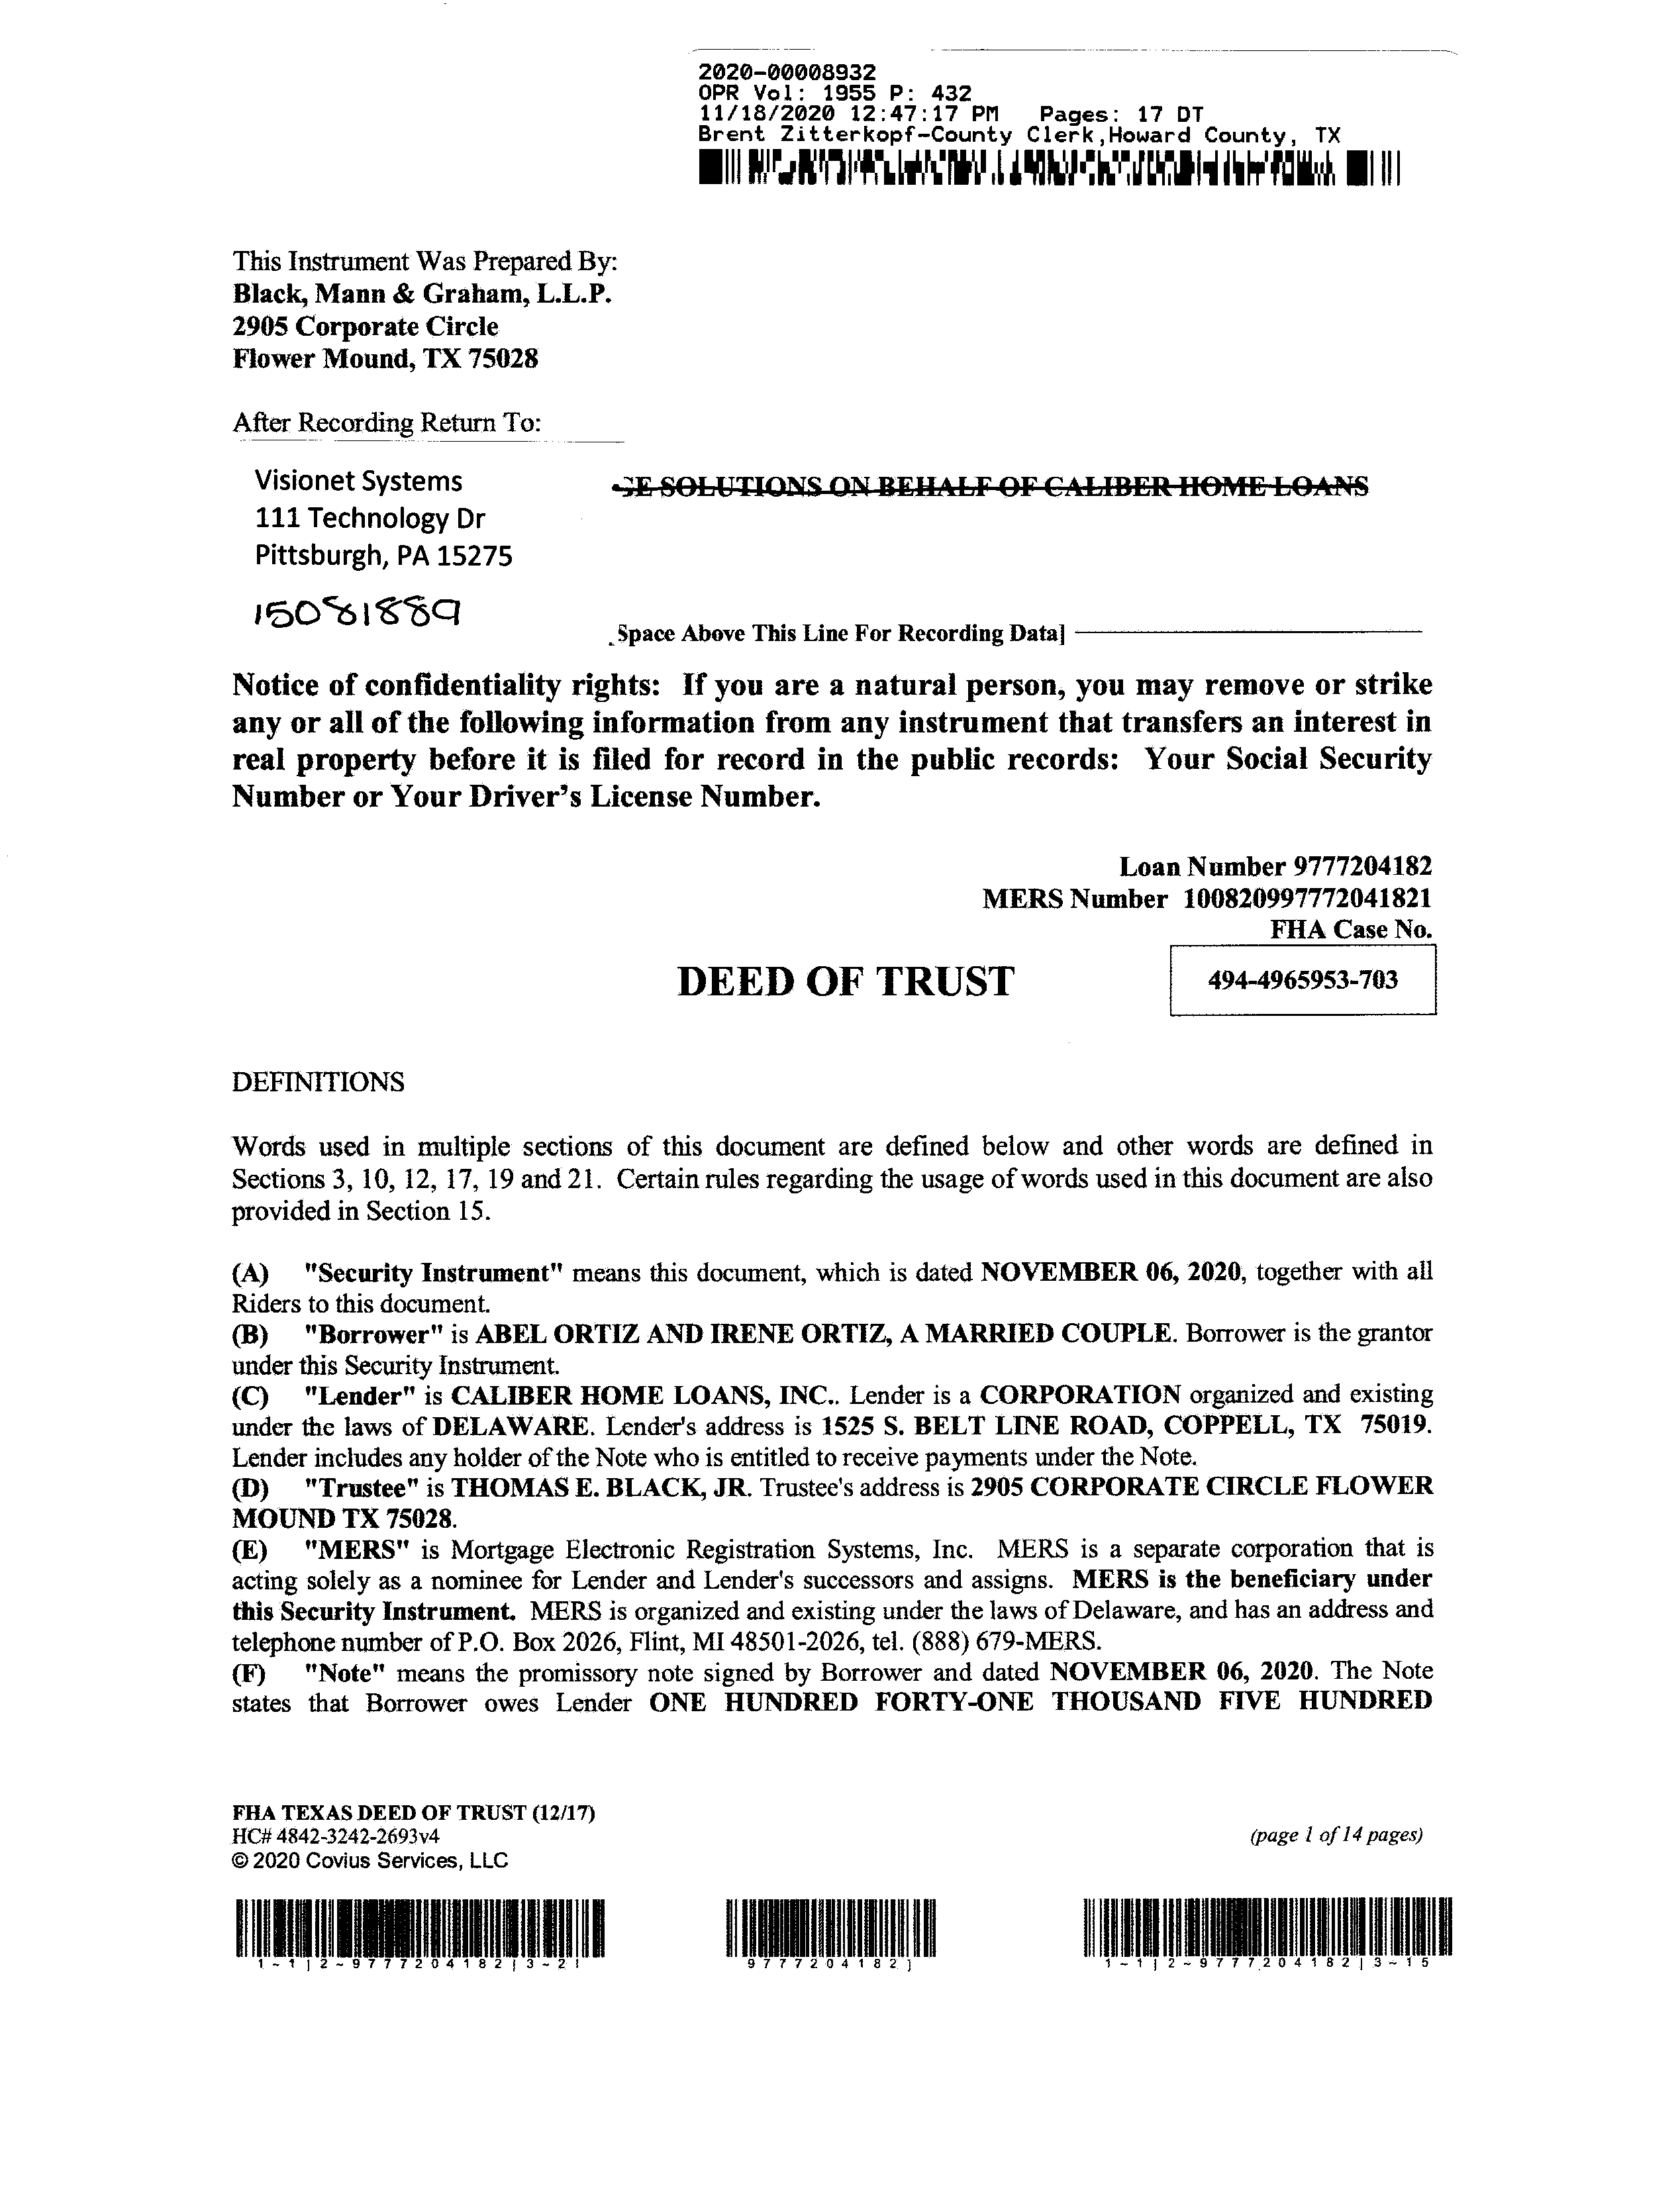 2020-00008932
OPR Vol: 1955 P: 432
11/18/2020 12:47:17 PM Pages: 17 DT
Brent Zitterkopf-County Clerk,Howard County, TX
This Instrument Was Prepared By:
Black, Mann & Graham, L.L.P.
2905 Corporate Circle
Flower Mound, TX 75028
After Recording Return To:
Visionet Systems
CE SOLUTIONS ON BEHALF OF CALIBER HOME LOANS
111 Technology Dr
Pittsburgh, PA 15275
15081889
Space Above This Line For Recording Data]
Notice of confidentiality rights: If you are a natural person, you may remove or strike
any or all of the following information from any instrument that transfers an interest in
real property before it is filed for record in the public records: Your Social Security
Number or Your Driver's License Number.
Loan Number 9777204182
MERS Number 100820997772041821
FHA Case No.
DEED OF TRUST
494-4965953-703
DEFINITIONS
Words used in multiple sections of this document are defined below and other words are defined in
Sections 3, 10, 12, 17, 19 and 21. Certain rules regarding the usage of words used in this document are also
provided in Section 15.
(A) "Security Instrument" means this document, which is dated NOVEMBER 06, 2020, together with all
Riders to this document.
(B) "Borrower" is ABEL ORTIZ AND IRENE ORTIZ, A MARRIED COUPLE. Borrower is the grantor
under this Security Instrument.
(C) "Lender" is CALIBER HOME LOANS, INC.. Lender is a CORPORATION organized and existing
under the laws of DELAWARE. Lender's address is 1525 S. BELT LINE ROAD, COPPELL, TX 75019.
Lender includes any holder of the Note who is entitled to receive payments under the Note.
(D) "Trustee" is THOMAS E. BLACK, JR. Trustee's address is 2905 CORPORATE CIRCLE FLOWER
MOUND TX 75028.
(E) "MERS" is Mortgage Electronic Registration Systems, Inc. MERS is a separate corporation that is
acting solely as a nominee for Lender and Lender's successors and assigns. MERS is the beneficiary under
this Security Instrument. MERS is organized and existing under the laws of Delaware, and has an address and
telephone number of P.O. Box 2026, Flint, MI 48501-2026, tel. (888) 679-MERS.
(F) "Note" means the promissory note signed by Borrower and dated NOVEMBER 06, 2020. The Note
states that Borrower owes Lender ONE HUNDRED FORTY-ONE THOUSAND FIVE HUNDRED
FHA TEXAS DEED OF TRUST (12/17)
HC# 4842-3242-2693v4
(page 1 of 14 pages)
© 2020 Covius Services, LLC
1~1|2~9777204182|3~2|
9777204182]
1~1|2~9777204182|3~15